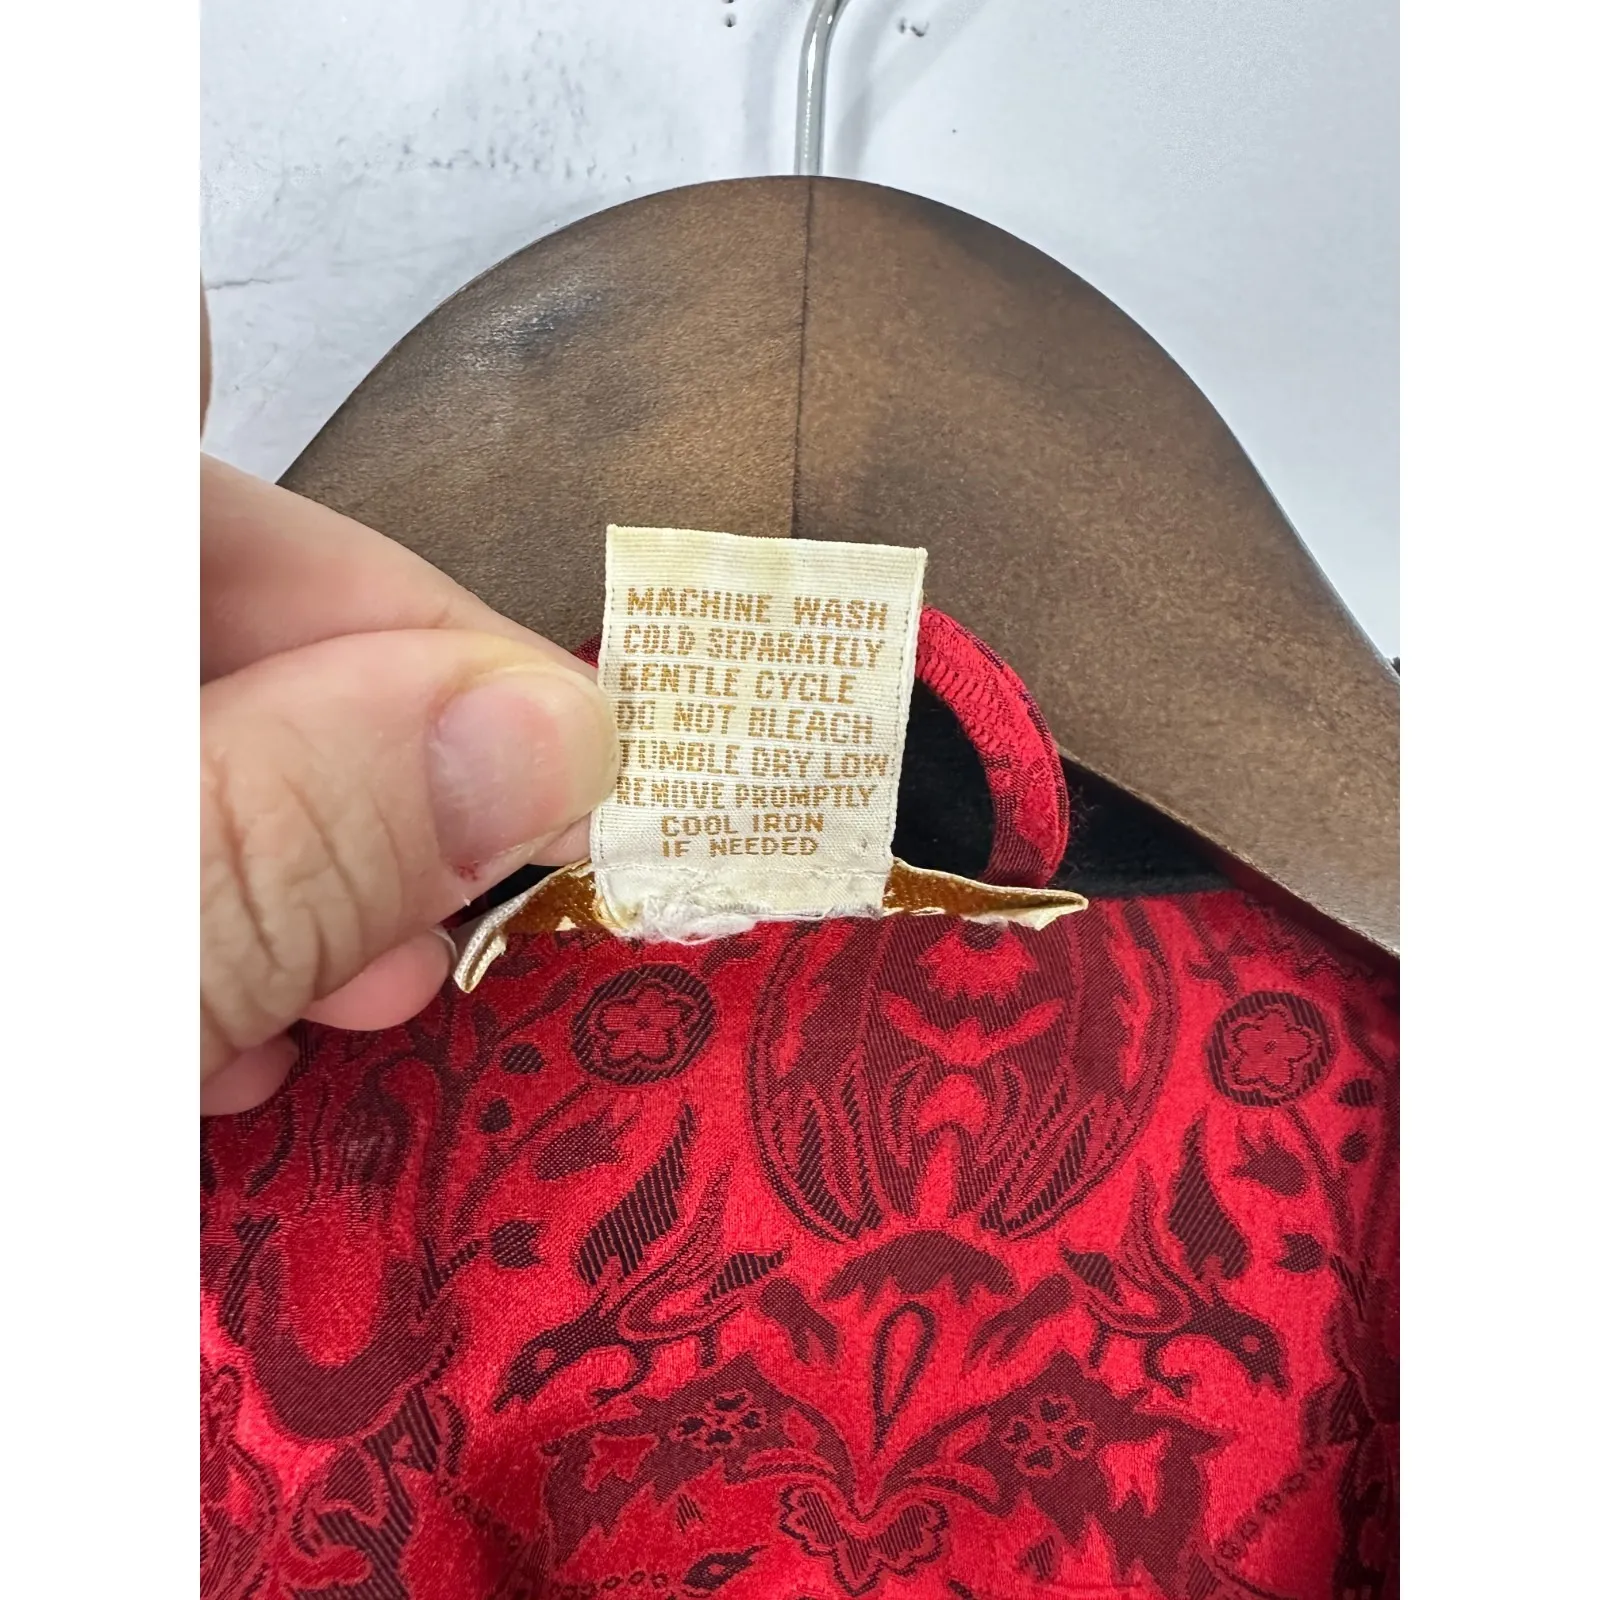 MACHINE WASH
COLD SEPARATELY
GENTLE CYCLE
DO NOT BLEACH
TUMBLE DRY LOW
REMOVE PROMPTLY
COOL IRON
IF NEEDED